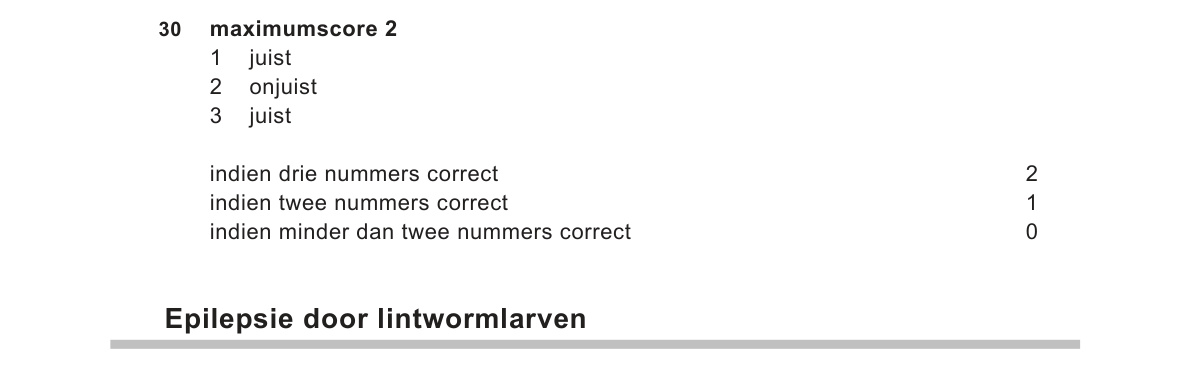 30 maximumscore 2
1 juist
2 onjuist
3 juist
indien drie nummers correct 2
indien twee nummers correct 1
indien minder dan twee nummers correct 0
Epilepsie door lintwormlarven